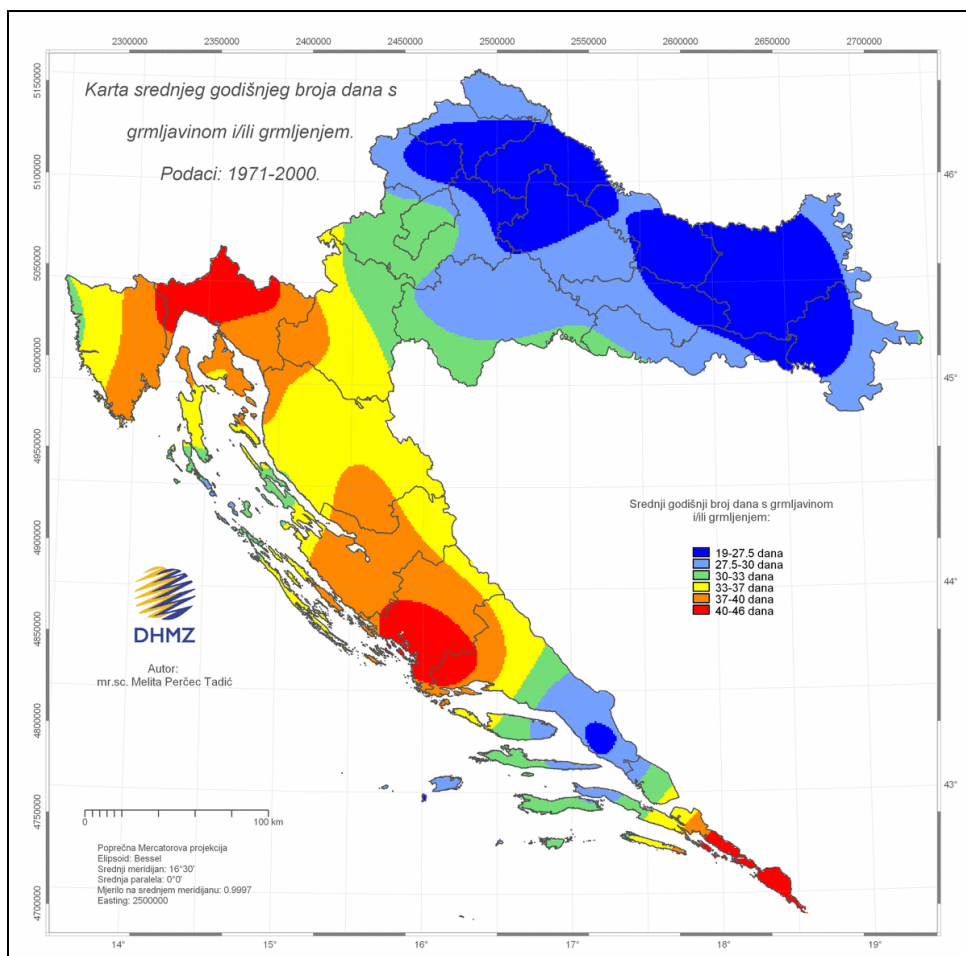 2300000 2350000 2400000 2450000 2500000 2550000 2600000 2650000 2700000
Karta srednjeg godišnjeg broja dana s
grmljavinom i/ili grmljenjem.
Podaci: 1971-2000.
5150000
5100000
5050000
5000000
4950000
4900000
4850000
4800000
4750000
4700000
46°
45°
44°
43°
Srednji godišnji broj dana s grmljavinom
i/ili grmljenjem:
19-27.5 dana
27.5-30 dana
30-33 dana
33-37 dana
37-40 dana
40-46 dana
DHMZ
Autor:
mr.sc. Melita Perčec Tadić
0 100 km
Poprečna Mercatorova projekcija
Elipsoid: Bessel
Srednji meridijan: 16°30'
Srednja paralela: 0°0'
Mjerilo na srednjem meridijanu: 0.9997
Easting: 2500000
14° 15° 16° 17° 18° 19°